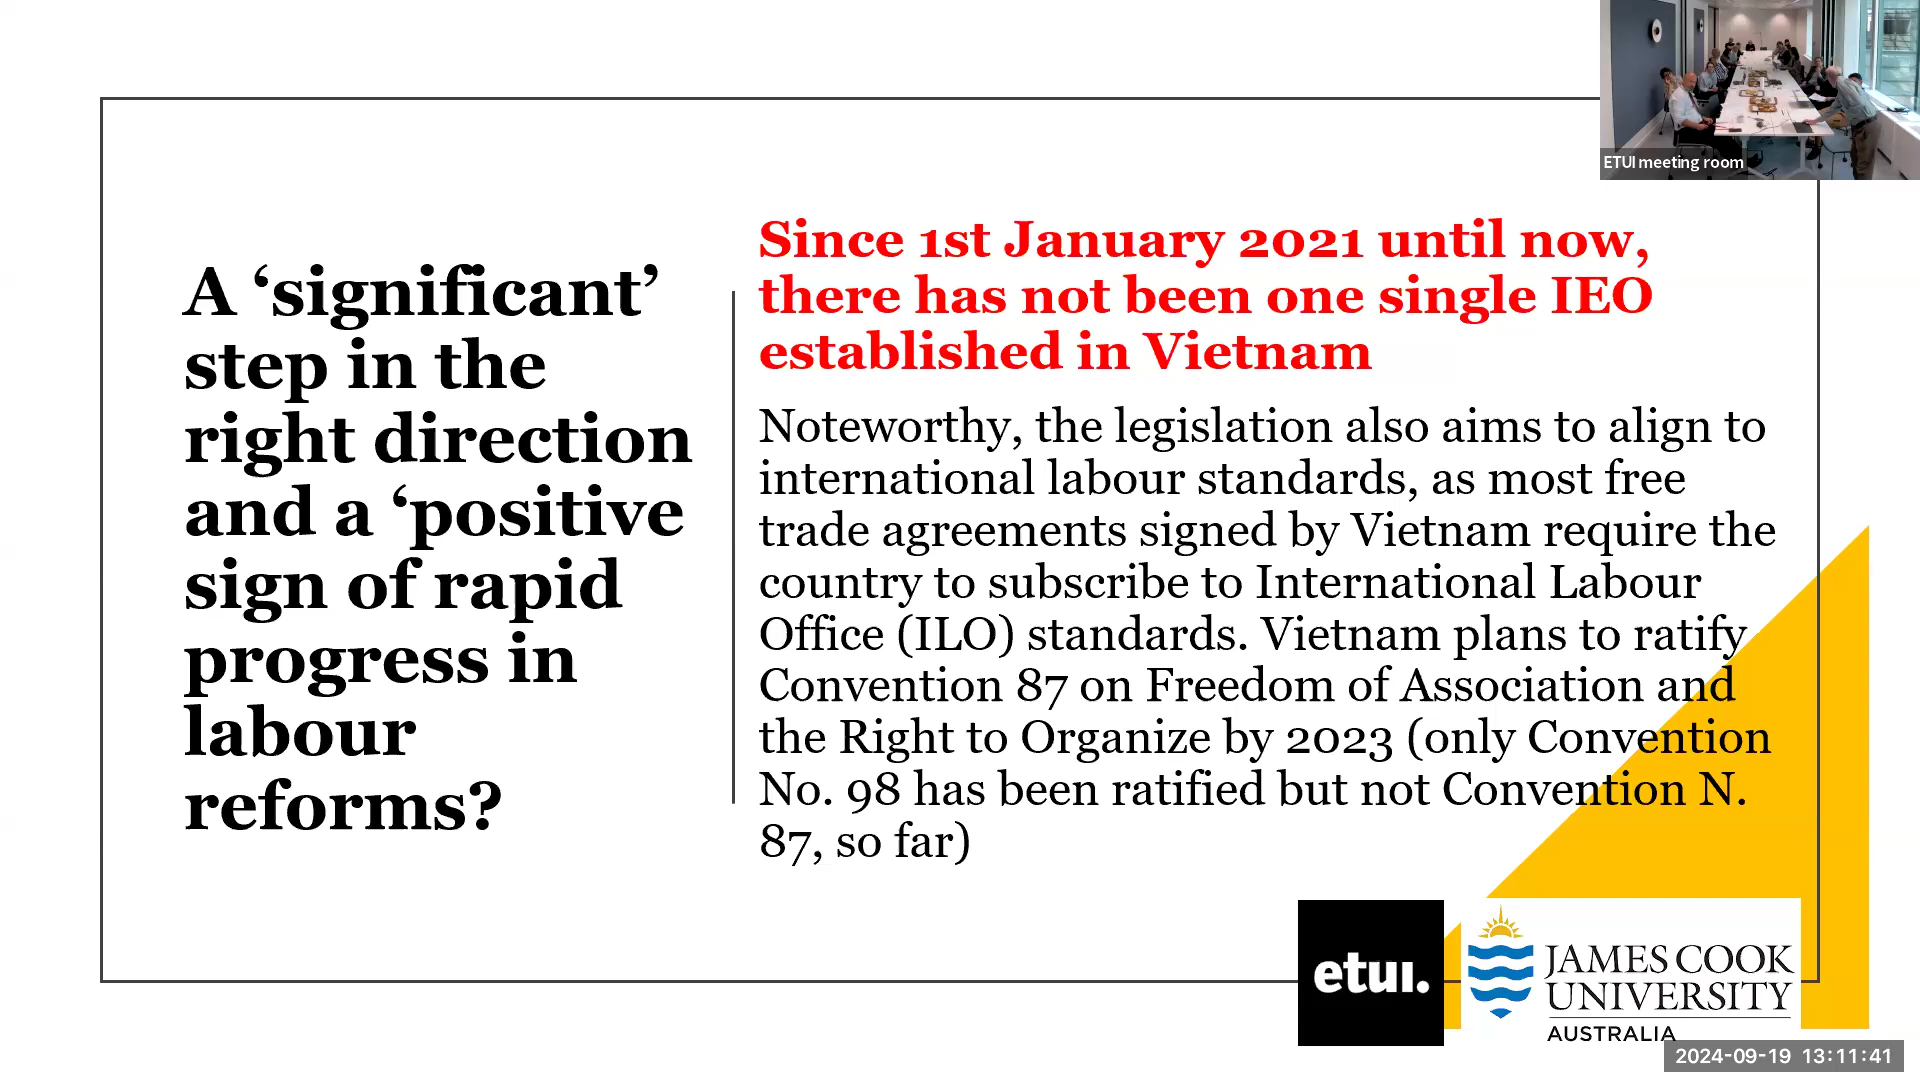 ETUI meeting room
A ‘significant’
step in the
right direction
and a ‘positive
sign of rapid
progress in
labour
reforms?
Since 1st January 2021 until now,
there has not been one single IEO
established in Vietnam
Noteworthy, the legislation also aims to align to
international labour standards, as most free
trade agreements signed by Vietnam require the
country to subscribe to International Labour
Office (ILO) standards. Vietnam plans to ratify
Convention 87 on Freedom of Association and
the Right to Organize by 2023 (only Convention
No. 98 has been ratified but not Convention N.
87, so far)
etui.
JAMES COOK
UNIVERSITY
AUSTRALIA
2024-09-19 13:11:41